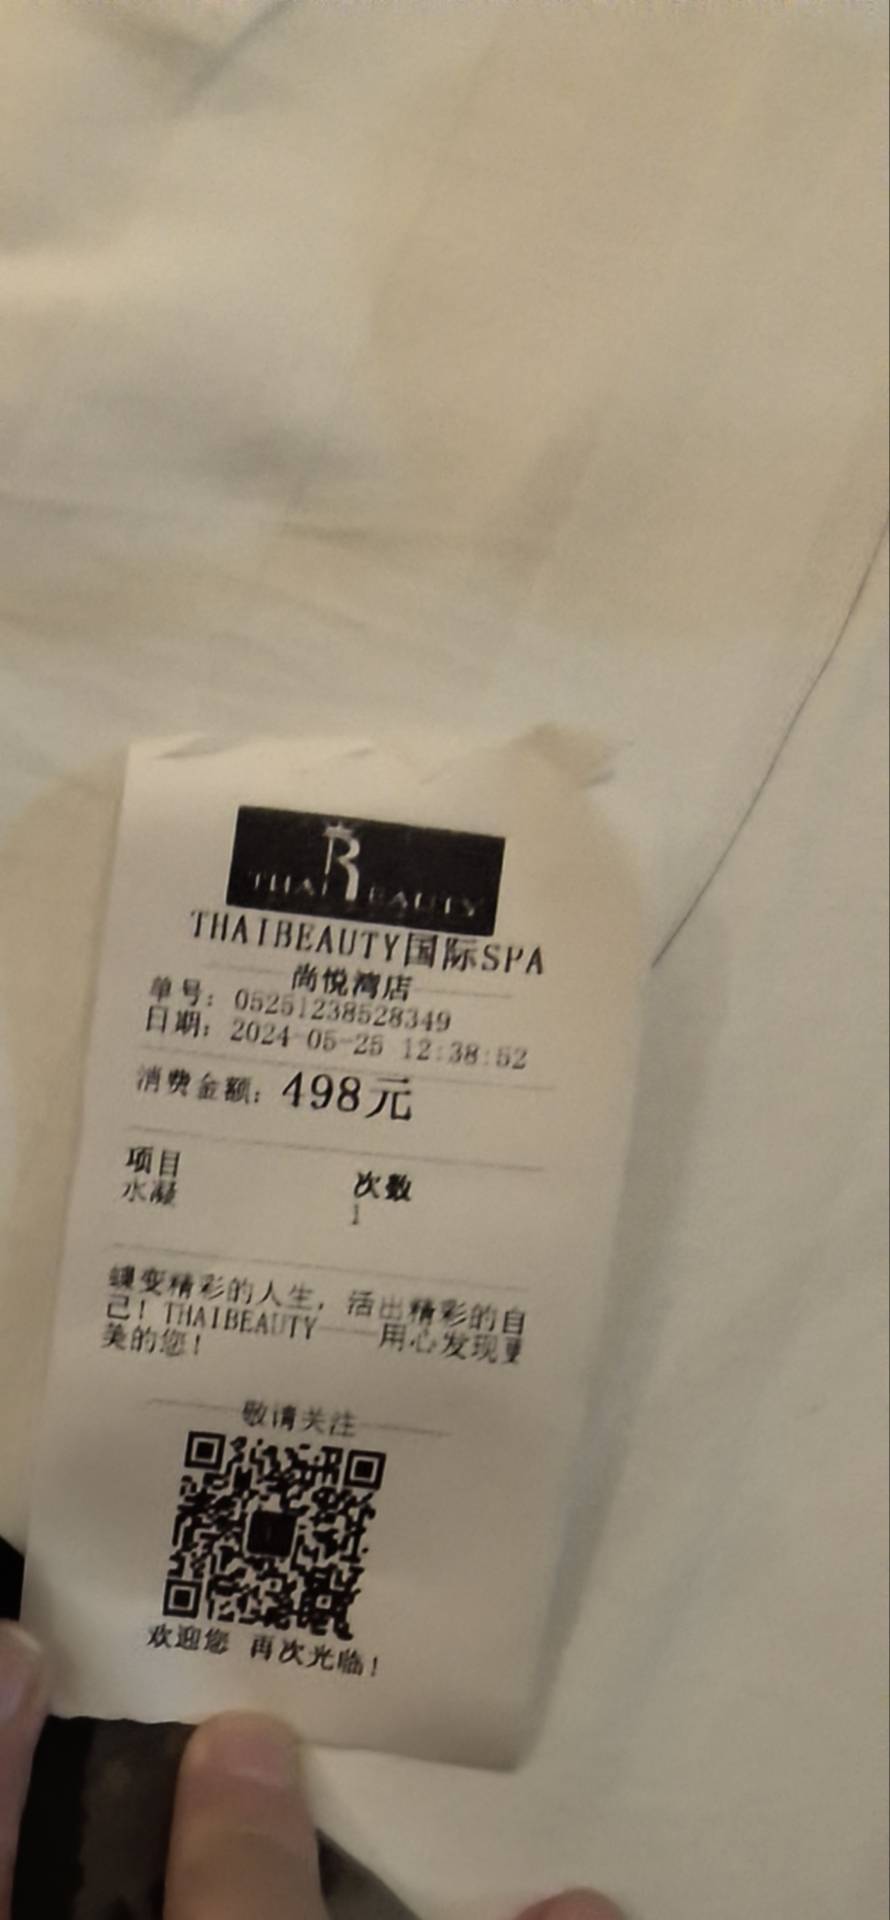 THAI BEAUTY
THAIBEAUTY国际SPA
尚悦湾店
单号：05251238528349
日期：2024-05-25 12:38:52
消费金额：498元
项目 次数
水凝 1
蝶变精彩的人生，活出精彩的自
己！THAIBEAUTY——用心发现更
美的您！
敬请关注
欢迎您 再次光临！